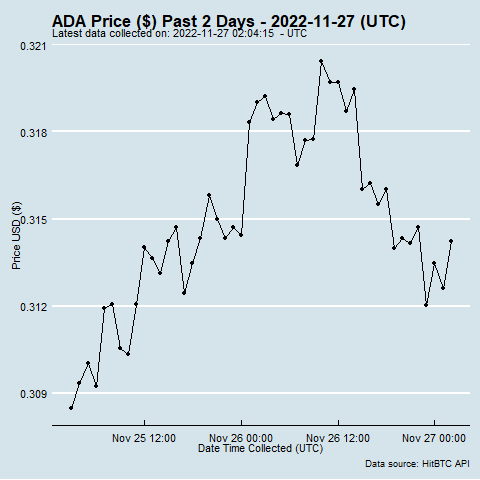 ADA Price ($) Past 2 Days - 2022-11-27 (UTC)
Latest data collected on: 2022-11-27 02:04:15  - UTC
0.321
0.318
0.315
0.312
0.309
Price USD ($)
Nov 25 12:00
Nov 26 00:00
Nov 26 12:00
Nov 27 00:00
Date Time Collected (UTC)
Data source: HitBTC API